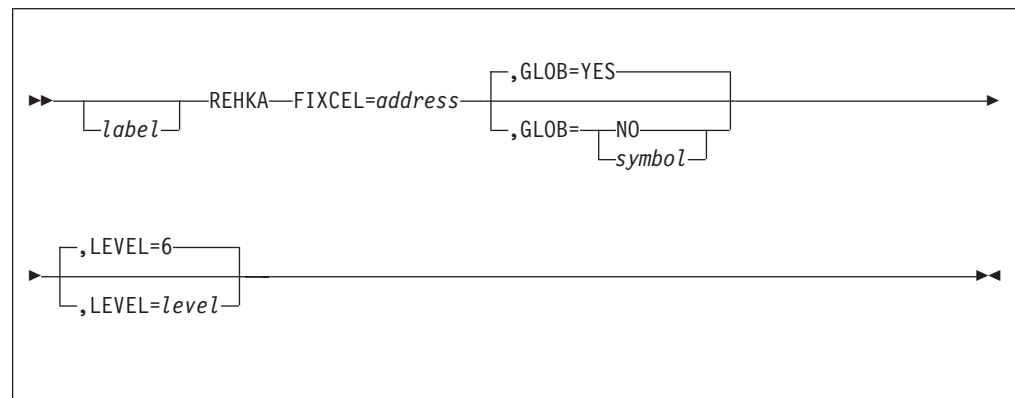 ,GLOB=YES
REHKA FIXCEL=address
label
,GLOB= NO
symbol
,LEVEL=6
,LEVEL=level